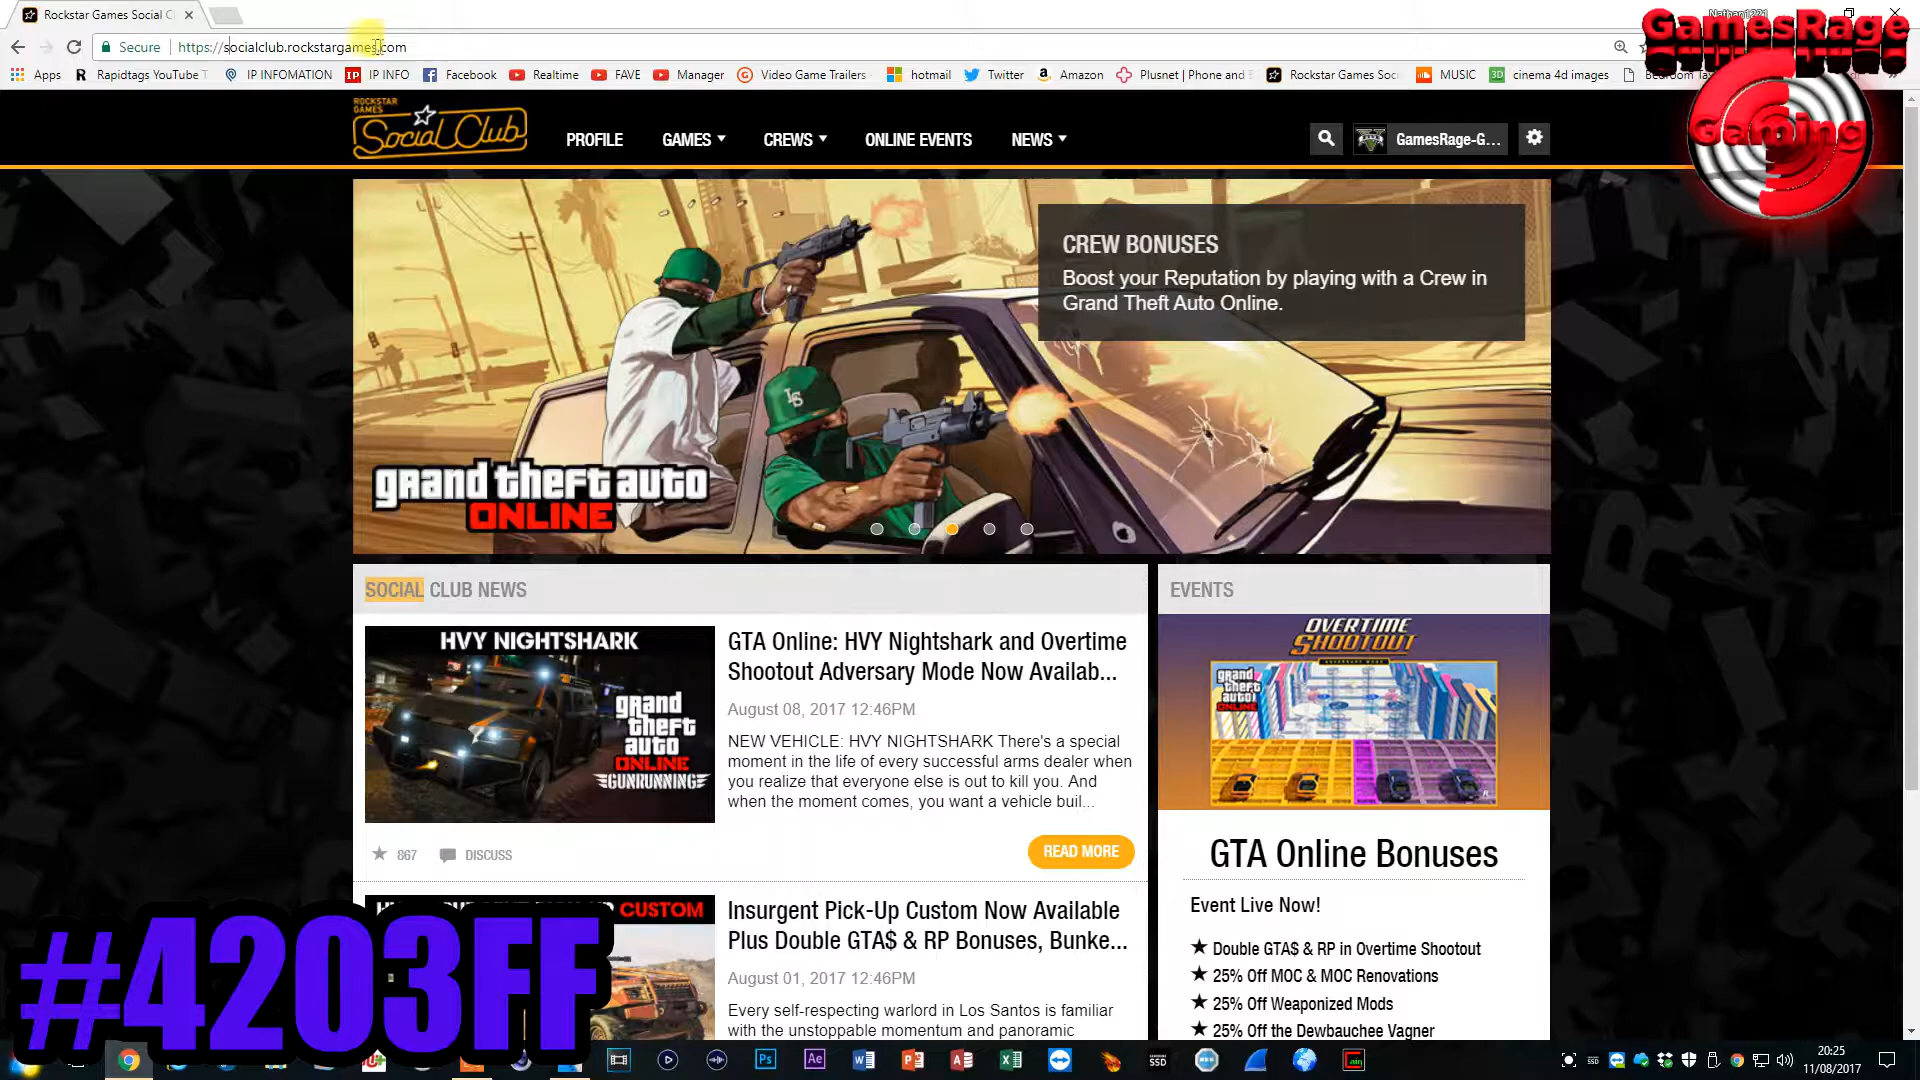 Rockstar Games Social C
Secure
https://socialclub.rockstargames.com
Apps
Rapidtags YouTube T
IP INFOMATION
IP INFO
Facebook
Realtime
FAVE
Manager
Video Game Trailers
hotmail
Twitter
Amazon
Plusnet | Phone and
Rockstar Games Soci
MUSIC
cinema 4d images
GamesRage
Gaming
ROCKSTAR
GAMES
Social Club
PROFILE
GAMES
CREWS
ONLINE EVENTS
NEWS
GamesRage-G...
CREW BONUSES
Boost your Reputation by playing with a Crew in
Grand Theft Auto Online.
LS
grand theft auto
ONLINE
SOCIAL CLUB NEWS
HVY NIGHTSHARK
grand
theft
auto
ONLINE
GUNRUNNING
GTA Online: HVY Nightshark and Overtime
Shootout Adversary Mode Now Availab...
August 08, 2017 12:46PM
NEW VEHICLE: HVY NIGHTSHARK There's a special
moment in the life of every successful arms dealer when
you realize that everyone else is out to kill you. And
when the moment comes, you want a vehicle buil...
867
DISCUSS
READ MORE
CUSTOM
Insurgent Pick-Up Custom Now Available
Plus Double GTA$ & RP Bonuses, Bunke...
August 01, 2017 12:46PM
Every self-respecting warlord in Los Santos is familiar
with the unstoppable momentum and panoramic
EVENTS
OVERTIME
SHOOTOUT
ADVERSARY MODE
grand
theft
auto
ONLINE
GTA Online Bonuses
Event Live Now!
Double GTA$ & RP in Overtime Shootout
25% Off MOC & MOC Renovations
25% Off Weaponized Mods
25% Off the Dewbauchee Vagner
#4203FF
Ps
Ae
SSD
20:25
11/08/2017